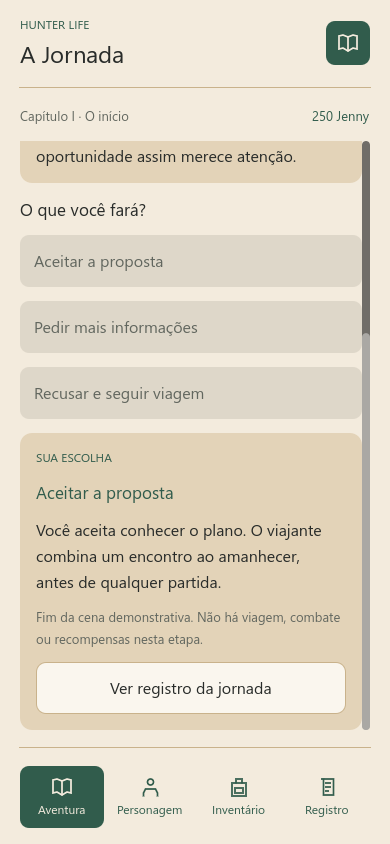 HUNTER LIFE
A Jornada
Capítulo I · O início
250 Jenny
oportunidade assim merece atenção.
O que você fará?
Aceitar a proposta
Pedir mais informações
Recusar e seguir viagem
SUA ESCOLHA
Aceitar a proposta
Você aceita conhecer o plano. O viajante
combina um encontro ao amanhecer,
antes de qualquer partida.
Fim da cena demonstrativa. Não há viagem, combate
ou recompensas nesta etapa.
Ver registro da jornada
Aventura
Personagem
Inventário
Registro